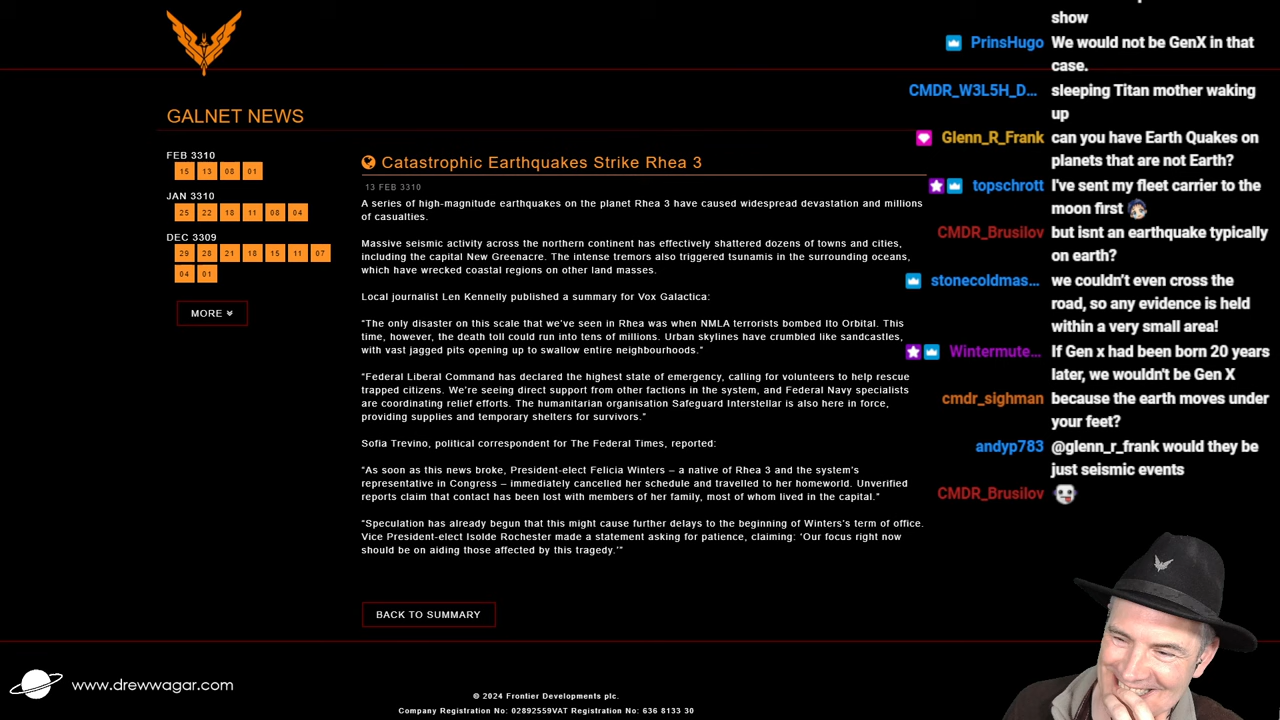 GALNET NEWS
FEB 3310
15 13 08 01
JAN 3310
25 22 18 11 08 04
DEC 3309
29 28 21 18 15 11 07
04 01
MORE
Catastrophic Earthquakes Strike Rhea 3
13 FEB 3310
A series of high-magnitude earthquakes on the planet Rhea 3 have caused widespread devastation and millions
of casualties.
Massive seismic activity across the northern continent has effectively shattered dozens of towns and cities,
including the capital New Greenacre. The intense tremors also triggered tsunamis in the surrounding oceans,
which have wrecked coastal regions on other land masses.
Local journalist Len Kennelly published a summary for Vox Galactica:
“The only disaster on this scale that we’ve seen in Rhea was when NMLA terrorists bombed Ito Orbital. This
time, however, the death toll could run into tens of millions. Urban skylines have crumbled like sandcastles,
with vast jagged pits opening up to swallow entire neighbourhoods.”
“Federal Liberal Command has declared the highest state of emergency, calling for volunteers to help rescue
trapped citizens. We’re seeing direct support from other factions in the system, and Federal Navy specialists
are coordinating relief efforts. The humanitarian organisation Safeguard Interstellar is also here in force,
providing supplies and temporary shelters for survivors.”
Sofia Trevino, political correspondent for The Federal Times, reported:
“As soon as this news broke, President-elect Felicia Winters – a native of Rhea 3 and the system’s
representative in Congress – immediately cancelled her schedule and travelled to her homeworld. Unverified
reports claim that contact has been lost with members of her family, most of whom lived in the capital.”
“Speculation has already begun that this might cause further delays to the beginning of Winters’s term of office.
Vice President-elect Isolde Rochester made a statement asking for patience, claiming: ‘Our focus right now
should be on aiding those affected by this tragedy.’”
BACK TO SUMMARY
www.drewwagar.com
© 2024 Frontier Developments plc.
Company Registration No: 02892559VAT Registration No: 636 8133 30
show
PrinsHugo We would not be GenX in that
case.
CMDR_W3L5H_D... sleeping Titan mother waking
up
Glenn_R_Frank can you have Earth Quakes on
planets that are not Earth?
topschrott I've sent my fleet carrier to the
moon first
CMDR_Brusilov but isnt an earthquake typically
on earth?
stonecoldmas... we couldn’t even cross the
road, so any evidence is held
within a very small area!
Wintermute... If Gen x had been born 20 years
later, we wouldn't be Gen X
cmdr_sighman because the earth moves under
your feet?
andyp783 @glenn_r_frank would they be
just seismic events
CMDR_Brusilov